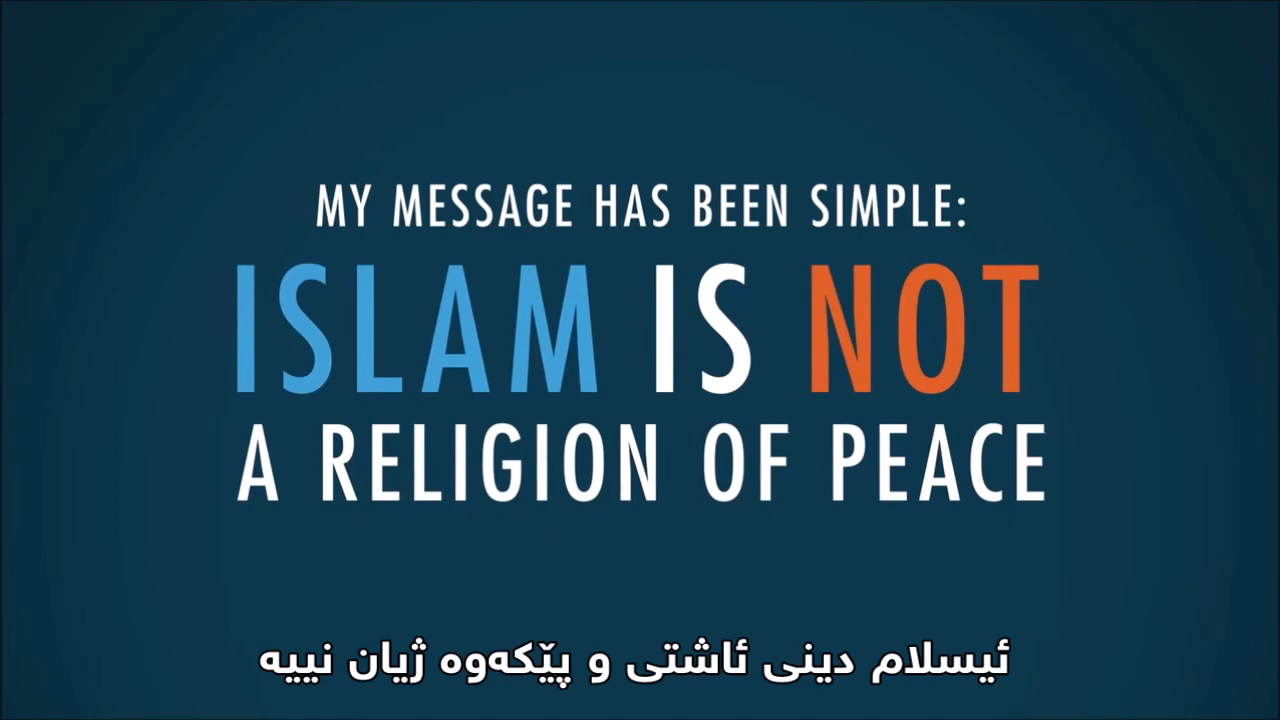 MY MESSAGE HAS BEEN SIMPLE:
ISLAM IS NOT
A RELIGION OF PEACE
ئیسلام دینی ئاشتی و پێکەوە ژیان نییە